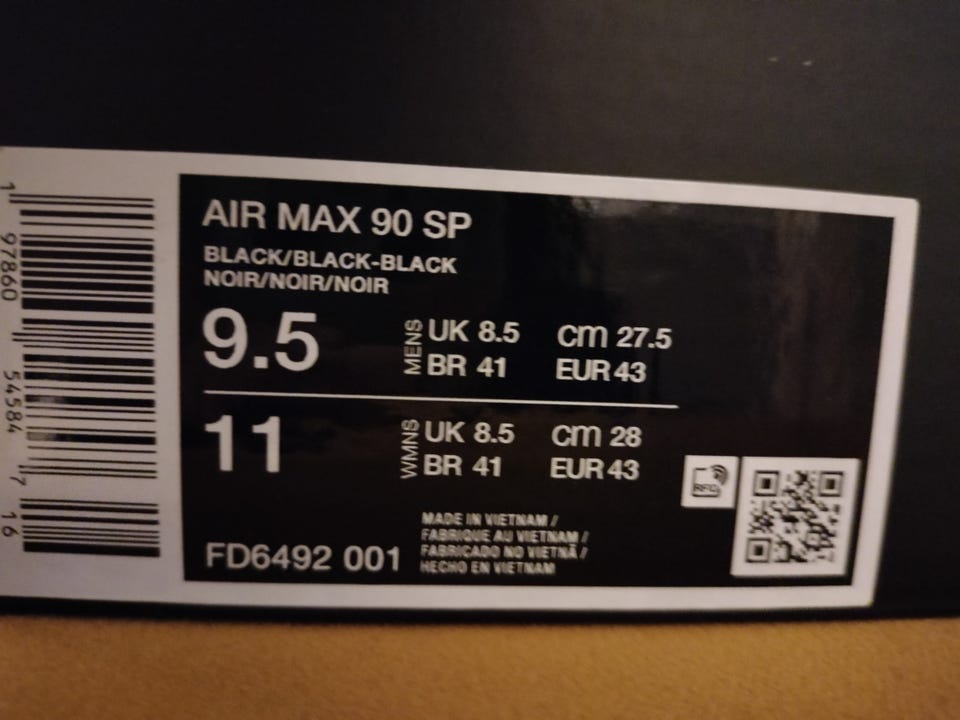 AIR MAX 90 SP
BLACK/BLACK-BLACK
NOIR/NOIR/NOIR
9.5
MENS
UK 8.5 cm 27.5
BR 41 EUR 43
11
WMNS
UK 8.5 cm 28
BR 41 EUR 43
RFID
FD6492 001
MADE IN VIETNAM /
FABRIQUE AU VIETNAM /
FABRICADO NO VIETNÃ /
HECHO EN VIETNAM
1 97860 54584 7 16